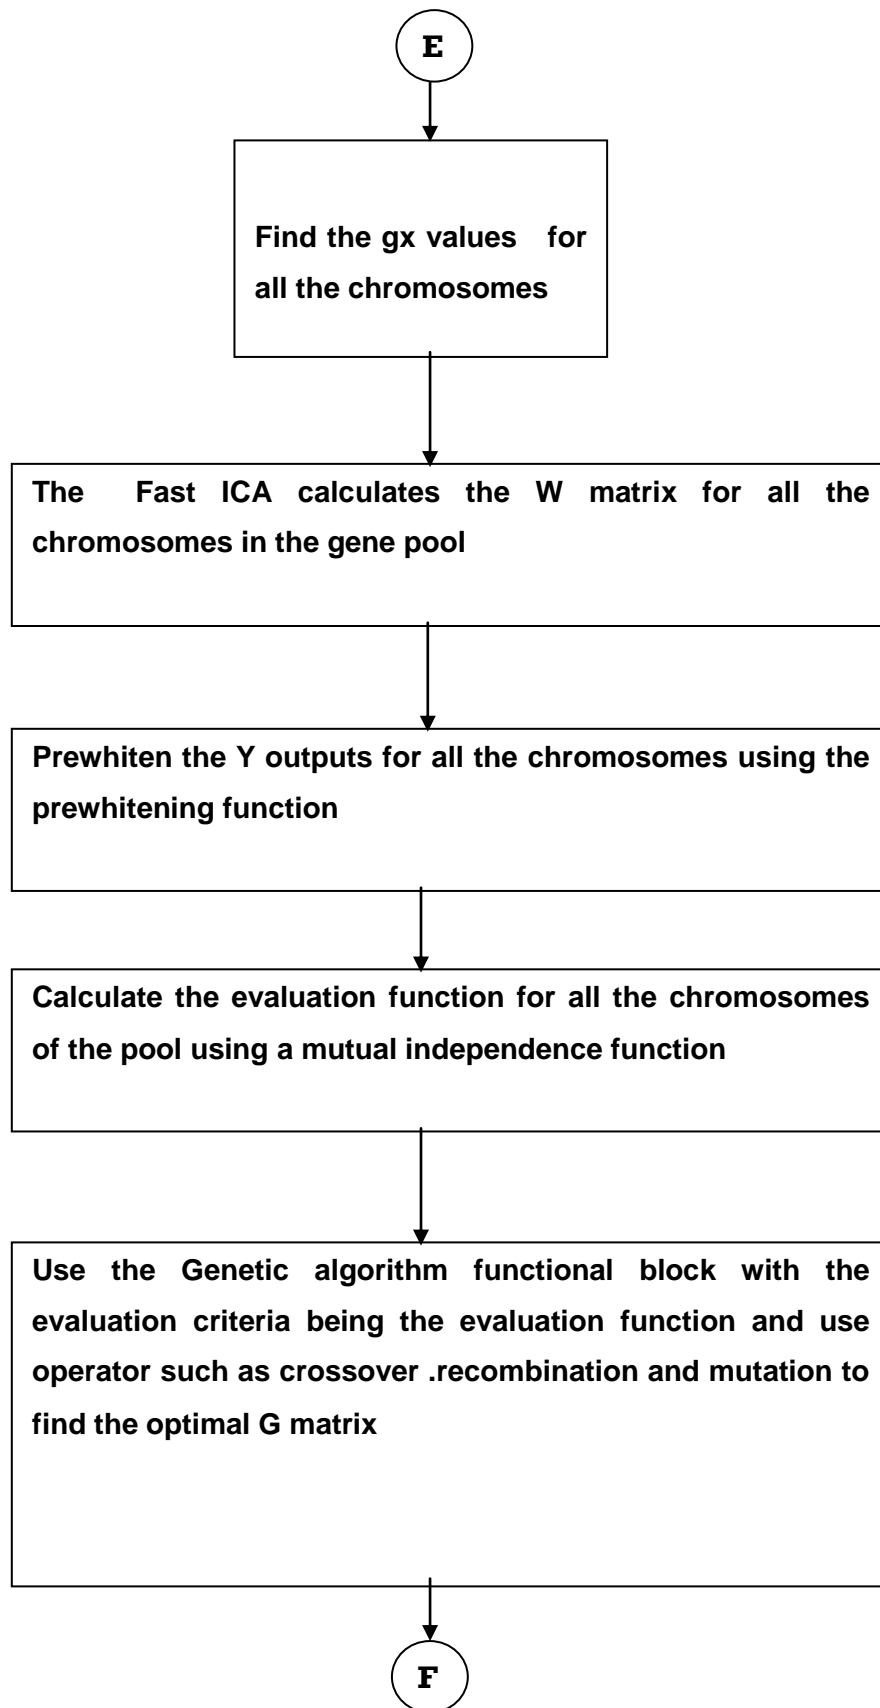 E
Find the gx values for
all the chromosomes
The Fast ICA calculates the W matrix for all the
chromosomes in the gene pool
Prewhiten the Y outputs for all the chromosomes using the
prewhitening function
Calculate the evaluation function for all the chromosomes
of the pool using a mutual independence function
Use the Genetic algorithm functional block with the
evaluation criteria being the evaluation function and use
operator such as crossover .recombination and mutation to
find the optimal G matrix
F